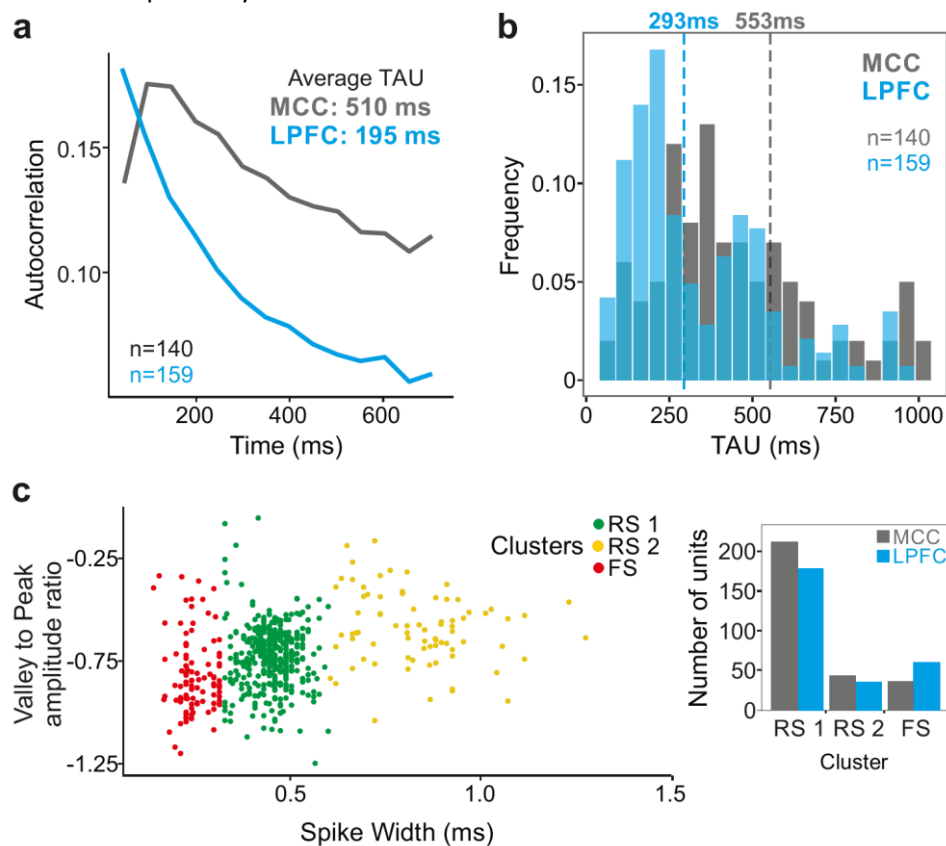 a
Average TAU
MCC: 510 ms
LPFC: 195 ms
0.15
0.10
Autocorrelation
n=140
n=159
200 400 600
Time (ms)
b
293ms 553ms
MCC
LPFC
n=140
n=159
0.15
0.10
0.05
0
Frequency
0 250 500 750 1000
TAU (ms)
c
Clusters
RS 1
RS 2
FS
-0.25
-0.75
-1.25
Valley to Peak
amplitude ratio
0.5 1.0 1.5
Spike Width (ms)
MCC
LPFC
200
150
100
50
0
Number of units
RS 1 RS 2 FS
Cluster